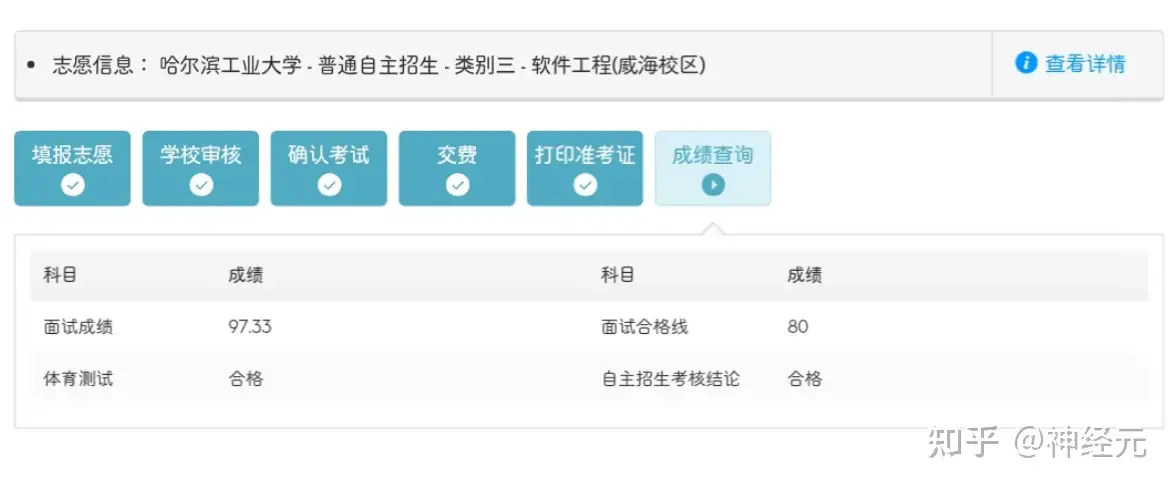 志愿信息： 哈尔滨工业大学 - 普通自主招生 - 类别三 - 软件工程(威海校区) 查看详情
填报志愿 学校审核 确认考试 交费 打印准考证 成绩查询
科目 成绩 科目 成绩
面试成绩 97.33 面试合格线 80
体育测试 合格 自主招生考核结论 合格
知乎 @神经元